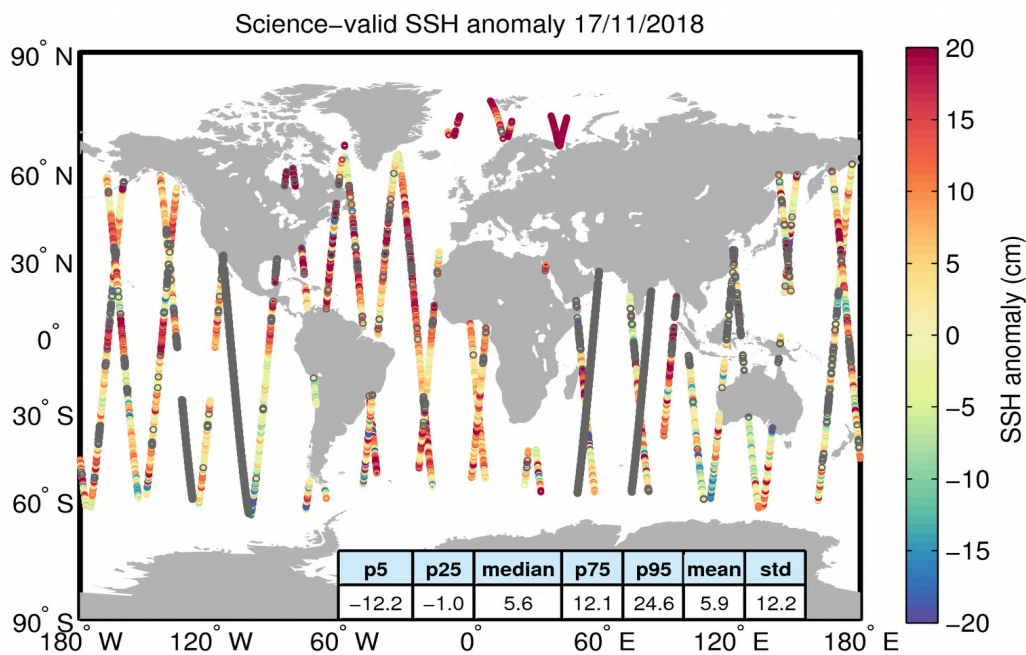 Science−valid SSH anomaly 17/11/2018
90° N
60° N
30° N
0°
30° S
60° S
90° S
180° W
120° W
60° W
0°
60° E
120° E
180° E
p5 p25 median p75 p95 mean std
−12.2 −1.0 5.6 12.1 24.6 5.9 12.2
20
15
10
5
0
−5
−10
−15
−20
SSH anomaly (cm)